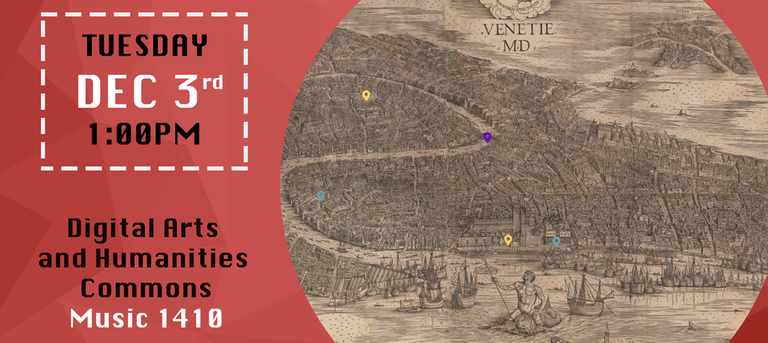 TUESDAY
DEC 3rd
1:00PM
Digital Arts
and Humanities
Commons
Music 1410
VENETIE
MD